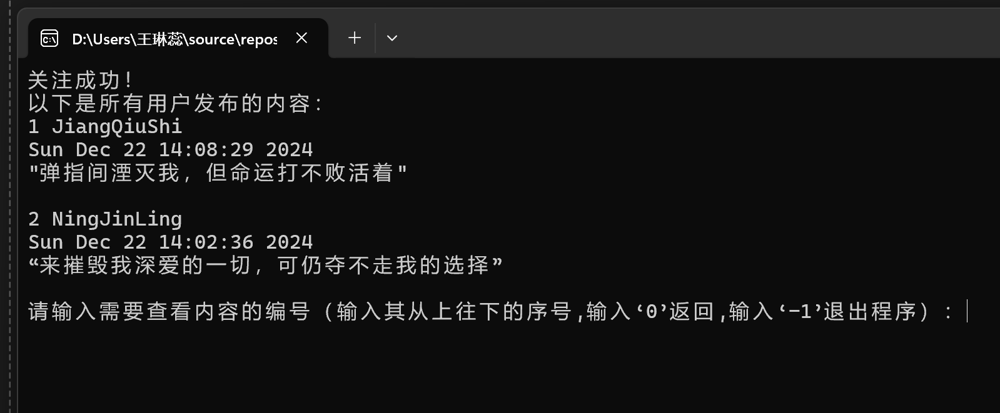 D:\Users\王琳蕊\source\repos
关注成功！
以下是所有用户发布的内容：
1 JiangQiuShi
Sun Dec 22 14:08:29 2024
"弹指间湮灭我，但命运打不败活着"
2 NingJinLing
Sun Dec 22 14:02:36 2024
“来摧毁我深爱的一切，可仍夺不走我的选择”
请输入需要查看内容的编号（输入其从上往下的序号,输入‘0’返回,输入‘-1’退出程序）：